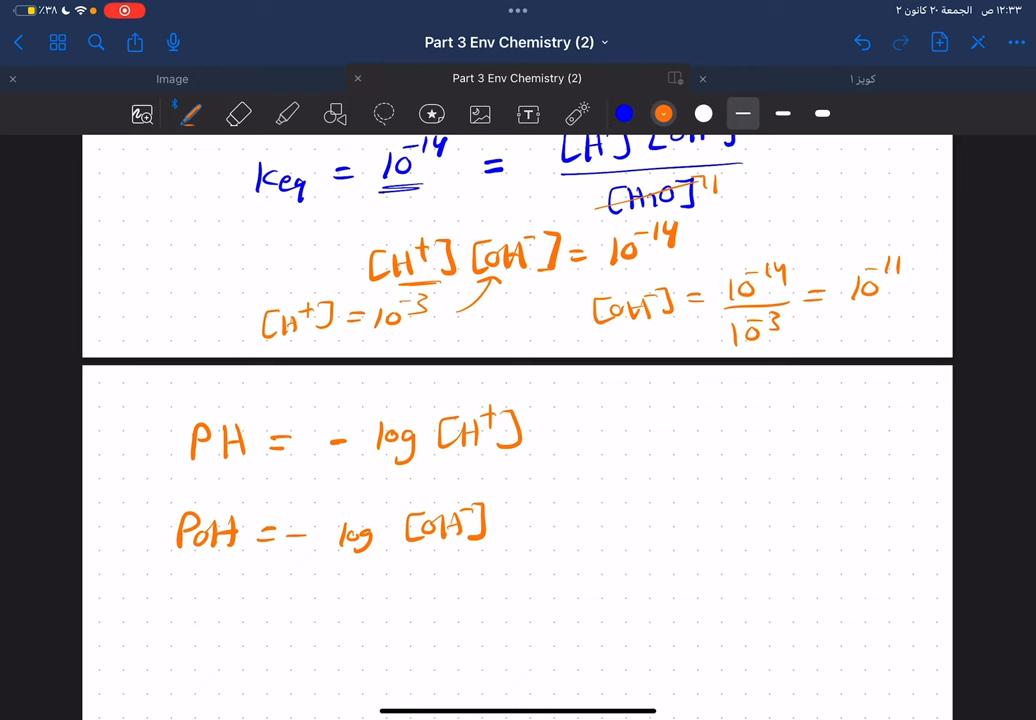 ٪٣٨ ١٢:٣٣ ص الجمعة ٢٠ كانون ٢
Part 3 Env Chemistry (2)
Image Part 3 Env Chemistry (2) كويز ١
Keq = 10⁻¹⁴ = [H⁺] [OH⁻] / [H₂O] 1
[H⁺] [OH⁻] = 10⁻¹⁴
[H⁺] = 10⁻³ [OH⁻] = 10⁻¹⁴ / 10⁻³ = 10⁻¹¹
PH = - log [H⁺]
POH = - log [OH⁻]